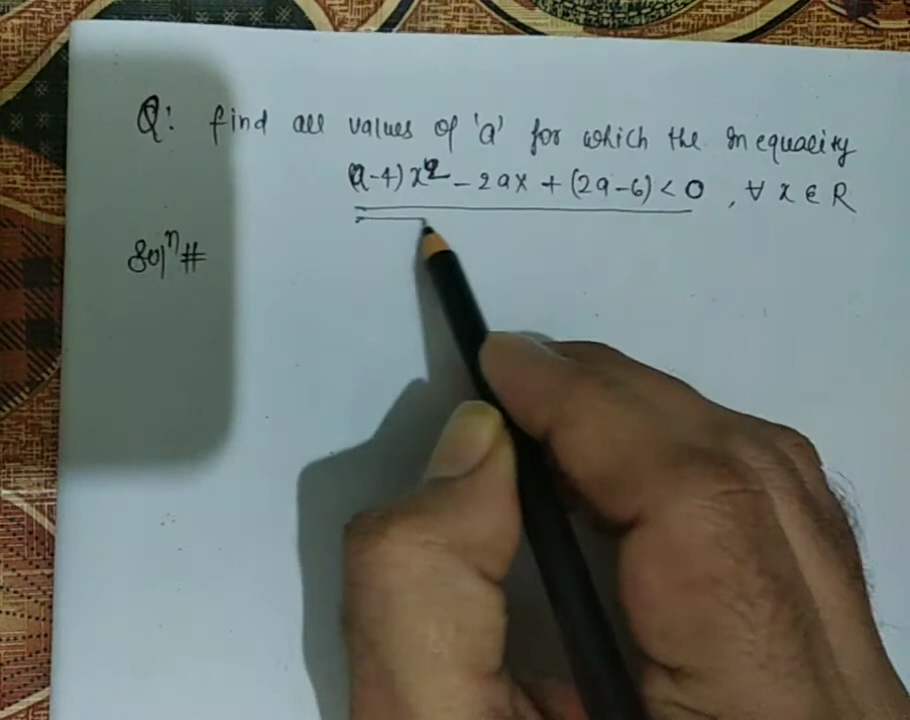 Q: find all values of 'a' for which the Inequality
(a-4)x² - 2ax + (2a-6) < 0 , ∀ x ∈ R
Solⁿ #